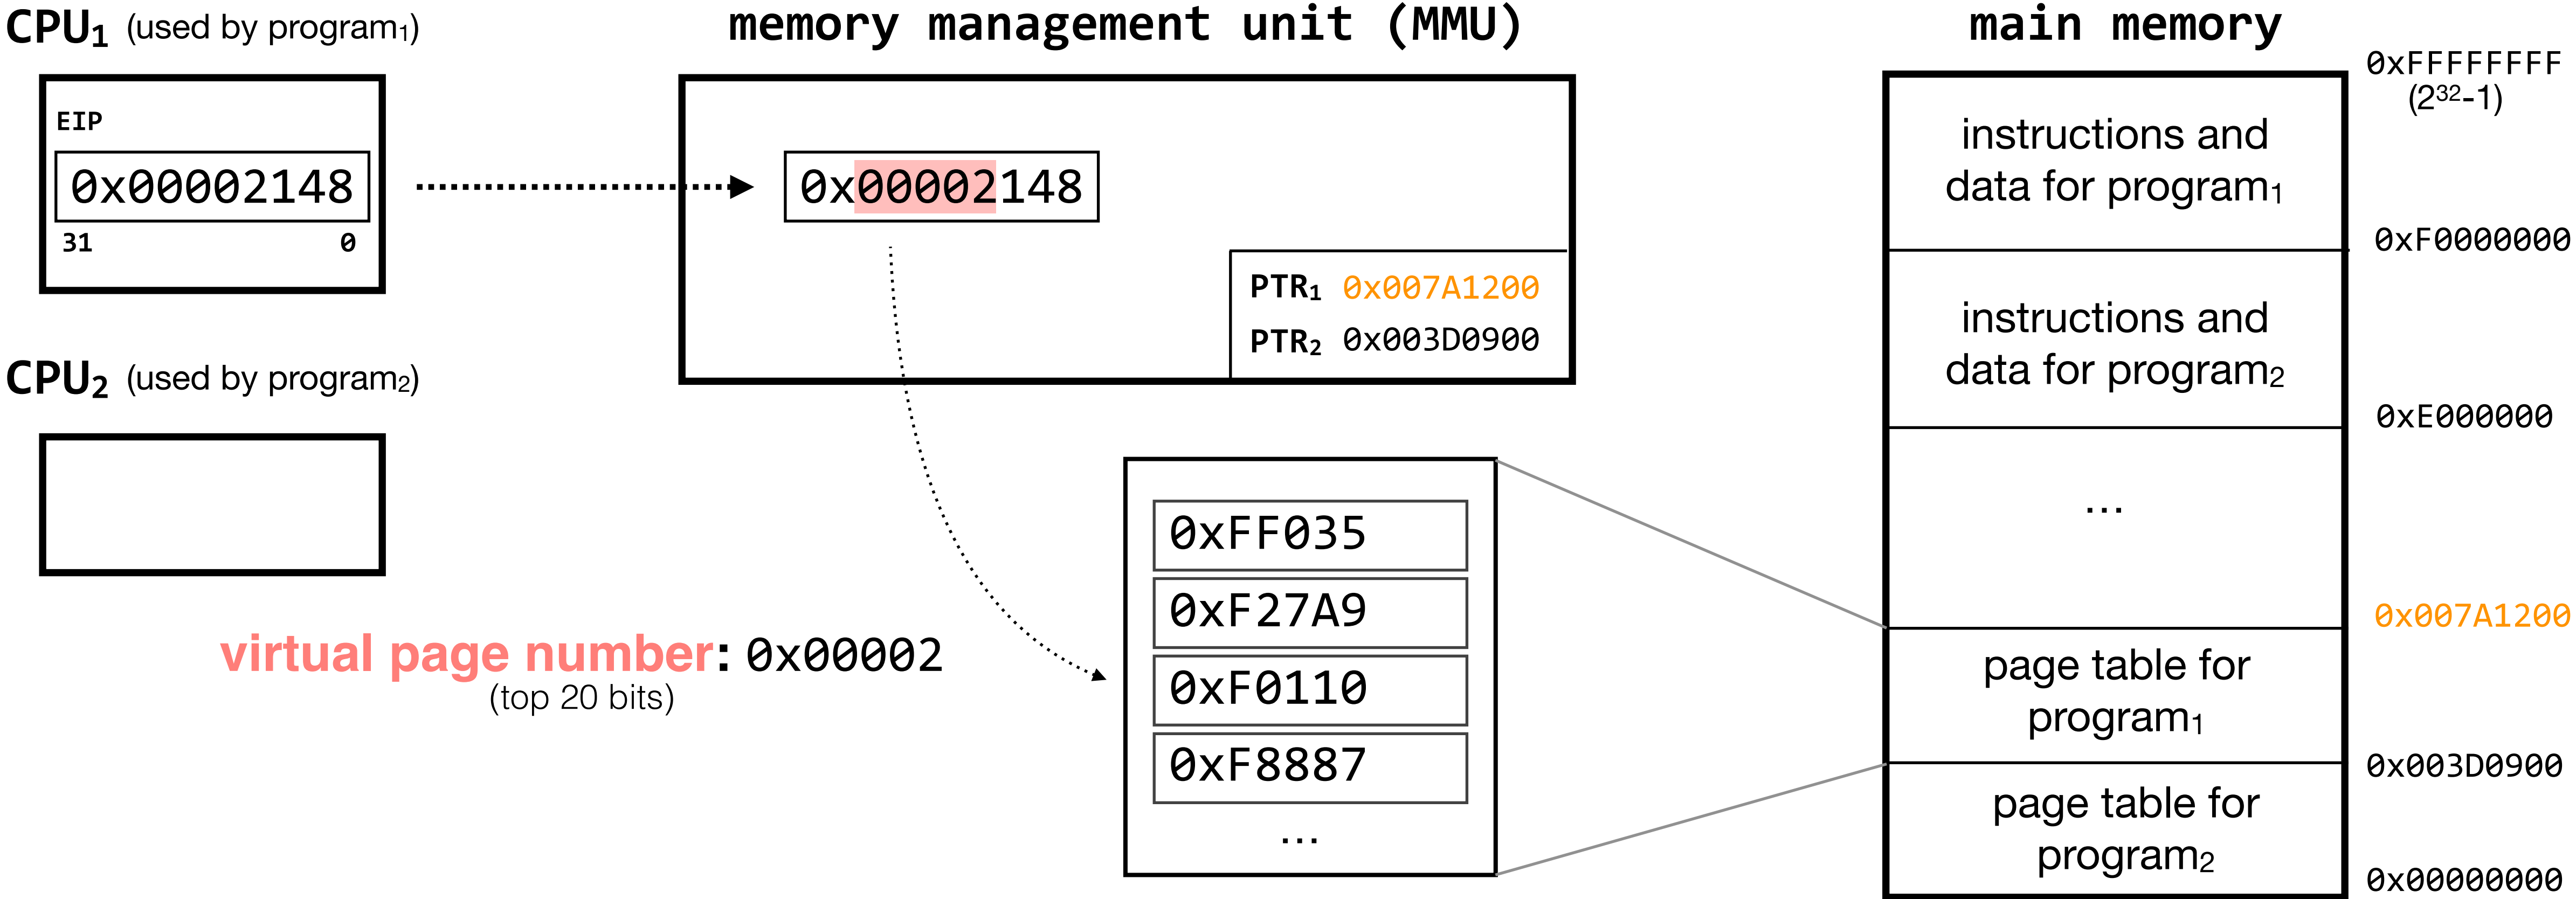 CPU₁ (used by program₁)
EIP
0x00002148
31 0
CPU₂ (used by program₂)
virtual page number: 0x00002
(top 20 bits)
memory management unit (MMU)
0x00002148
PTR₁ 0x007A1200
PTR₂ 0x003D0900
0xFF035
0xF27A9
0xF0110
0xF8887
...
main memory
0xFFFFFFFF
(2³²-1)
instructions and
data for program₁
0xF0000000
instructions and
data for program₂
0xE000000
...
0x007A1200
page table for
program₁
0x003D0900
page table for
program₂
0x00000000